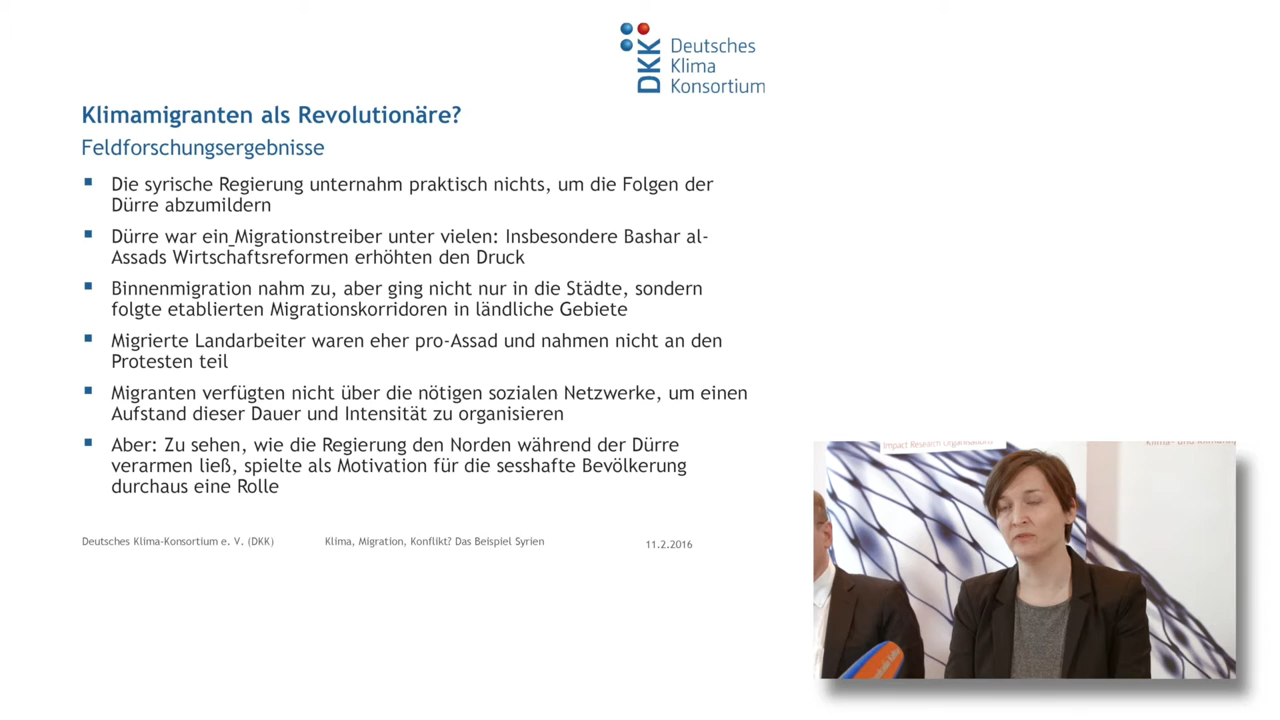 DKK
Deutsches
Klima
Konsortium
Klimamigranten als Revolutionäre?
Feldforschungsergebnisse
Die syrische Regierung unternahm praktisch nichts, um die Folgen der
Dürre abzumildern
Dürre war ein Migrationstreiber unter vielen: Insbesondere Bashar al-
Assads Wirtschaftsreformen erhöhten den Druck
Binnenmigration nahm zu, aber ging nicht nur in die Städte, sondern
folgte etablierten Migrationskorridoren in ländliche Gebiete
Migrierte Landarbeiter waren eher pro-Assad und nahmen nicht an den
Protesten teil
Migranten verfügten nicht über die nötigen sozialen Netzwerke, um einen
Aufstand dieser Dauer und Intensität zu organisieren
Aber: Zu sehen, wie die Regierung den Norden während der Dürre
verarmen ließ, spielte als Motivation für die sesshafte Bevölkerung
durchaus eine Rolle
Impact Research Organisations
Deutsches Klima-Konsortium e. V. (DKK)
Klima, Migration, Konflikt? Das Beispiel Syrien
11.2.2016